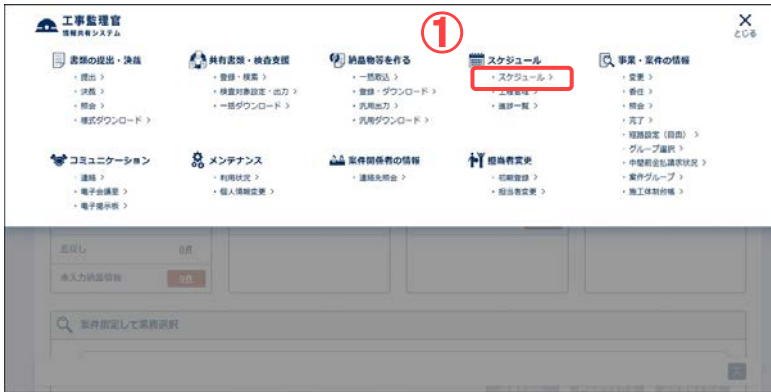 工事監理官
情報共有システム
①
とじる
書類の提出・決裁
・提出 >
・決裁 >
・照会 >
・様式ダウンロード >
共有書類・検査支援
・登録・検索 >
・検査対象設定・出力 >
・一括ダウンロード >
納品物等を作る
・一括取込 >
・登録・ダウンロード >
・汎用出力 >
・汎用ダウンロード >
スケジュール
・スケジュール >
・工程管理 >
・進捗一覧 >
事業・案件の情報
・変更 >
・委任 >
・照会 >
・完了 >
・経路設定（自由） >
・グループ選択 >
・中間前金払請求状況 >
・案件グループ >
・施工体制台帳 >
コミュニケーション
・連絡 >
・電子会議室 >
・電子掲示板 >
メンテナンス
・利用状況 >
・個人情報変更 >
案件関係者の情報
・連絡先照会 >
担当者変更
・初期登録 >
・担当者変更 >
差戻し 0件
未入力納品情報 0件
案件指定して業務選択